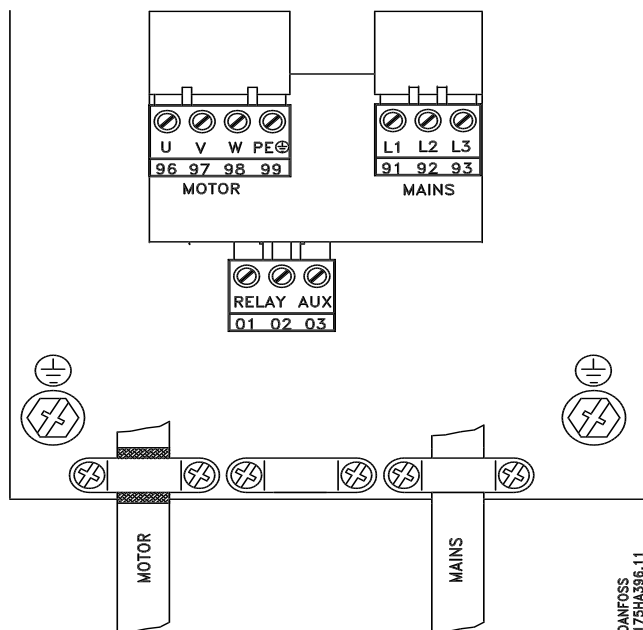 U V W PE
96 97 98 99
MOTOR
L1 L2 L3
91 92 93
MAINS
RELAY AUX
01 02 03
MOTOR
MAINS
DANFOSS
175HA396.11